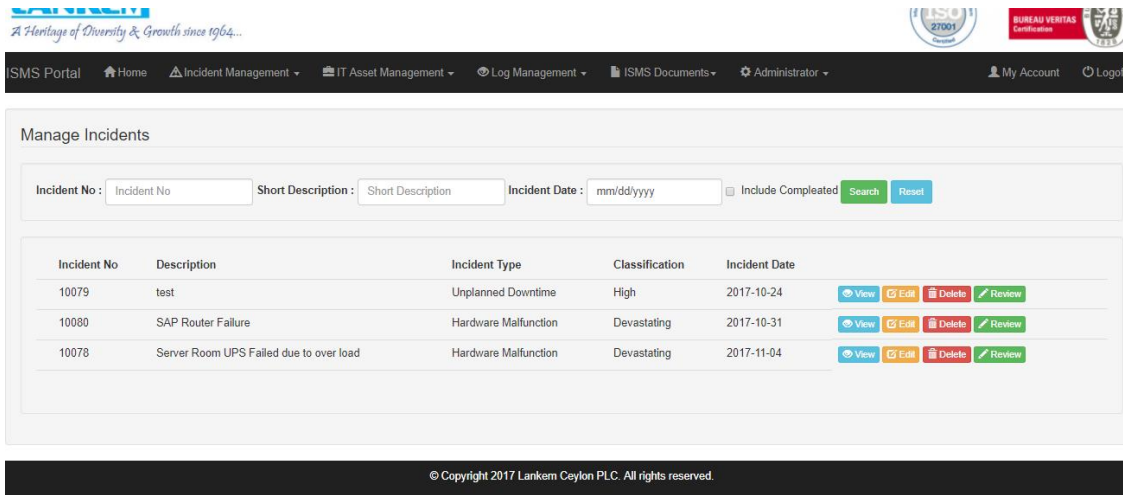 LANKEM
A Heritage of Diversity & Growth since 1964...
ISO
27001
Certified
BUREAU VERITAS
Certification
1828
ISMS Portal Home Incident Management IT Asset Management Log Management ISMS Documents Administrator My Account Logof
Manage Incidents
Incident No : Incident No Short Description : Short Description Incident Date : mm/dd/yyyy Include Compleated Search Reset
Incident No Description Incident Type Classification Incident Date
10079 test Unplanned Downtime High 2017-10-24 View Edit Delete Review
10080 SAP Router Failure Hardware Malfunction Devastating 2017-10-31 View Edit Delete Review
10078 Server Room UPS Failed due to over load Hardware Malfunction Devastating 2017-11-04 View Edit Delete Review
© Copyright 2017 Lankem Ceylon PLC. All rights reserved.